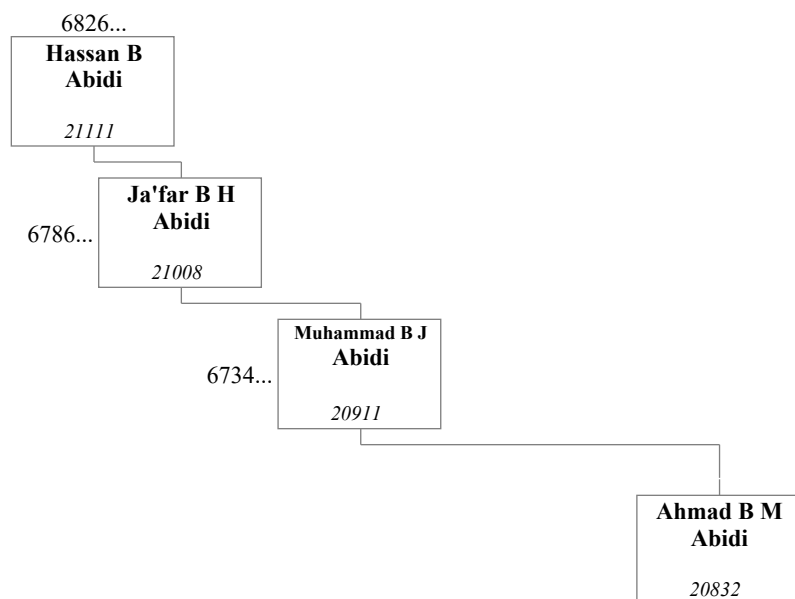 6826...
Hassan B
Abidi
21111
Ja'far B H
Abidi
6786...
21008
Muhammad B J
Abidi
6734...
20911
Ahmad B M
Abidi
20832